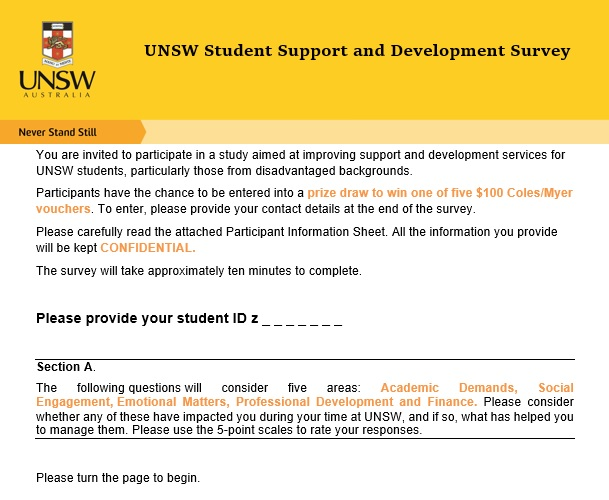 UNSW Student Support and Development Survey
UNSW
AUSTRALIA
Never Stand Still
You are invited to participate in a study aimed at improving support and development services for
UNSW students, particularly those from disadvantaged backgrounds.
Participants have the chance to be entered into a prize draw to win one of five $100 Coles/Myer
vouchers. To enter, please provide your contact details at the end of the survey.
Please carefully read the attached Participant Information Sheet. All the information you provide
will be kept CONFIDENTIAL.
The survey will take approximately ten minutes to complete.
Please provide your student ID z _ _ _ _ _ _ _
Section A.
The following questions will consider five areas: Academic Demands, Social
Engagement, Emotional Matters, Professional Development and Finance. Please consider
whether any of these have impacted you during your time at UNSW, and if so, what has helped you
to manage them. Please use the 5-point scales to rate your responses.
Please turn the page to begin.